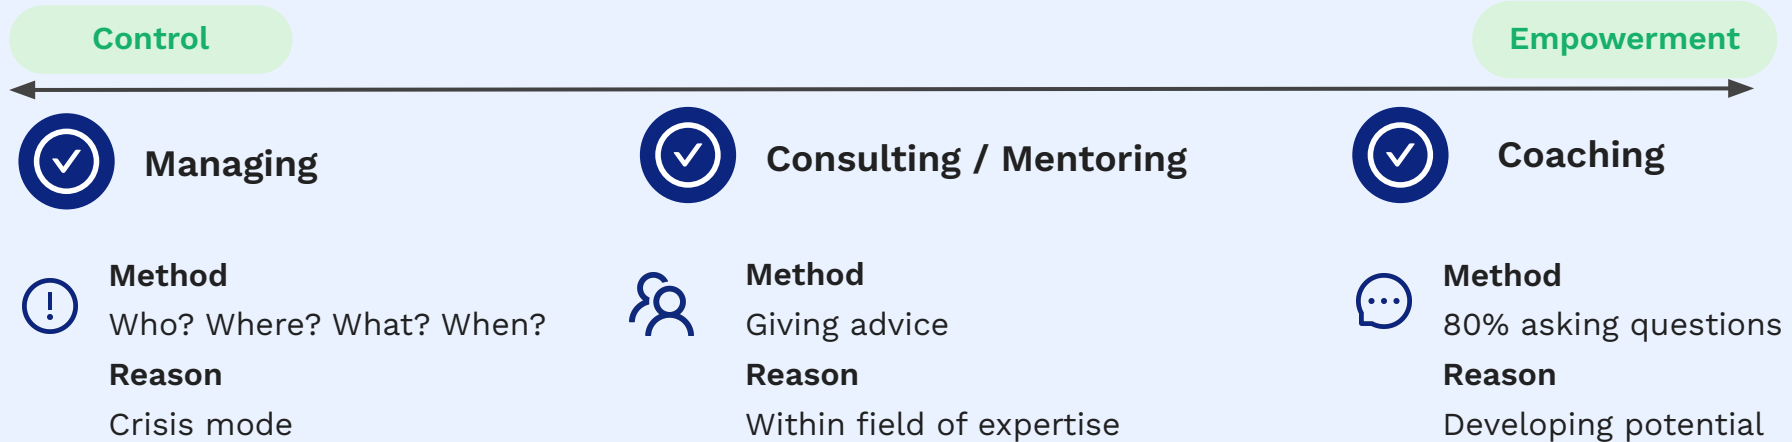 Control
Empowerment
Managing
Consulting / Mentoring
Coaching
Method
Who? Where? What? When?
Reason
Crisis mode
Method
Giving advice
Reason
Within field of expertise
Method
80% asking questions
Reason
Developing potential